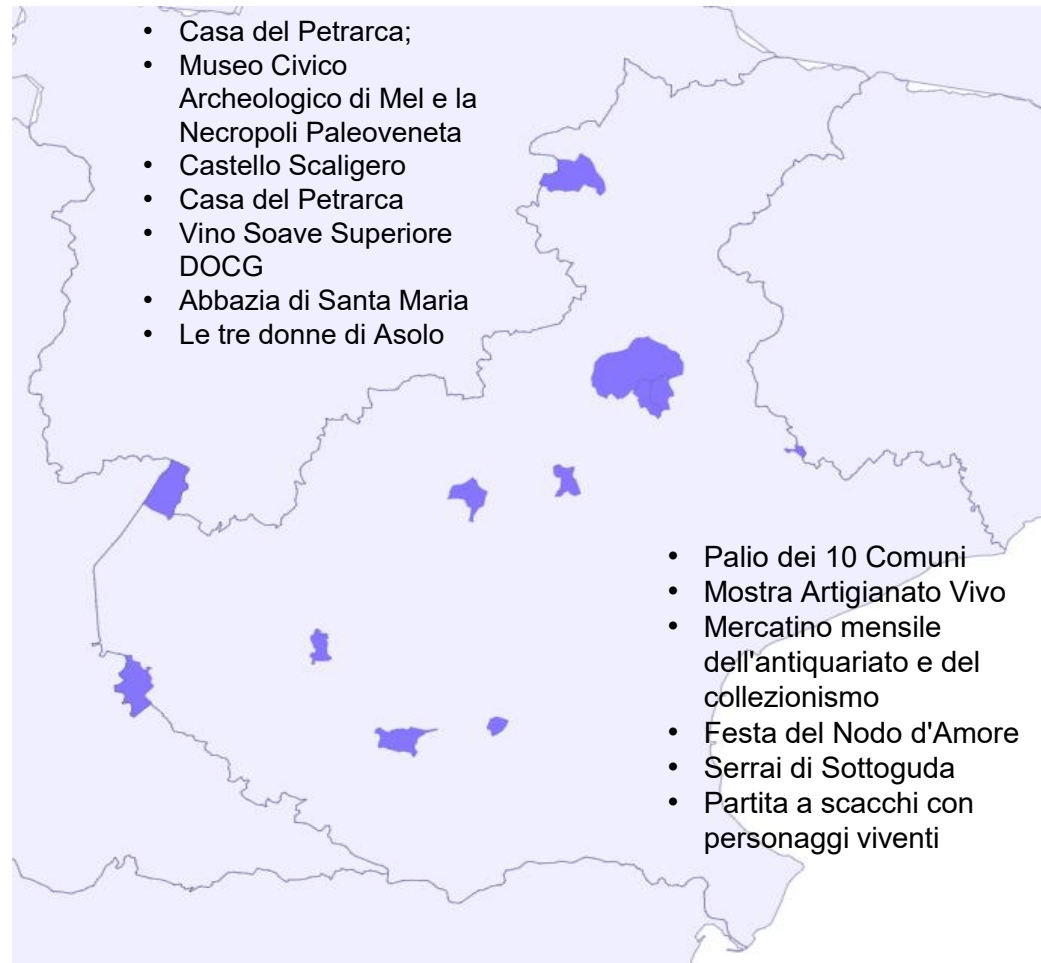 • Casa del Petrarca;
• Museo Civico
Archeologico di Mel e la
Necropoli Paleoveneta
• Castello Scaligero
• Casa del Petrarca
• Vino Soave Superiore
DOCG
• Abbazia di Santa Maria
• Le tre donne di Asolo
• Palio dei 10 Comuni
• Mostra Artigianato Vivo
• Mercatino mensile
dell'antiquariato e del
collezionismo
• Festa del Nodo d'Amore
• Serrai di Sottoguda
• Partita a scacchi con
personaggi viventi